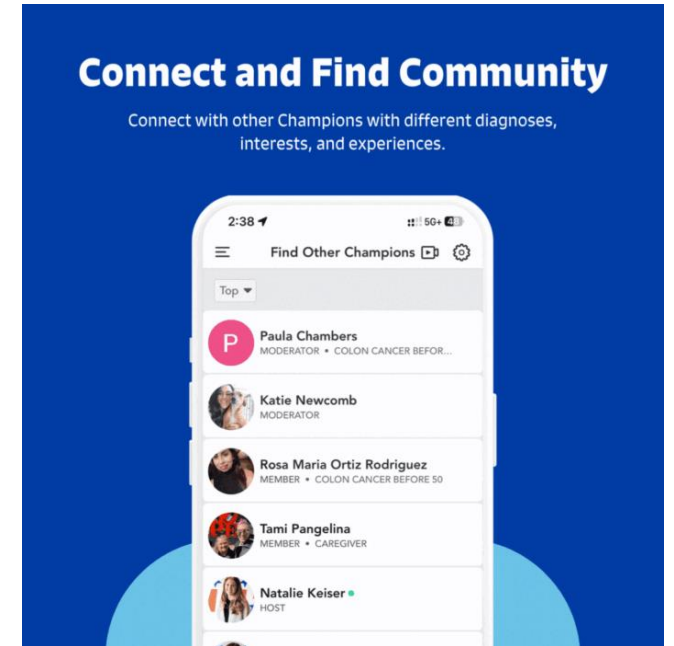 Connect and Find Community
Connect with other Champions with different diagnoses,
interests, and experiences.
2:38 5G+
Find Other Champions
Top
P
Paula Chambers
MODERATOR • COLON CANCER BEFOR...
Katie Newcomb
MODERATOR
Rosa Maria Ortiz Rodriguez
MEMBER • COLON CANCER BEFORE 50
Tami Pangelina
MEMBER • CAREGIVER
Natalie Keiser
HOST